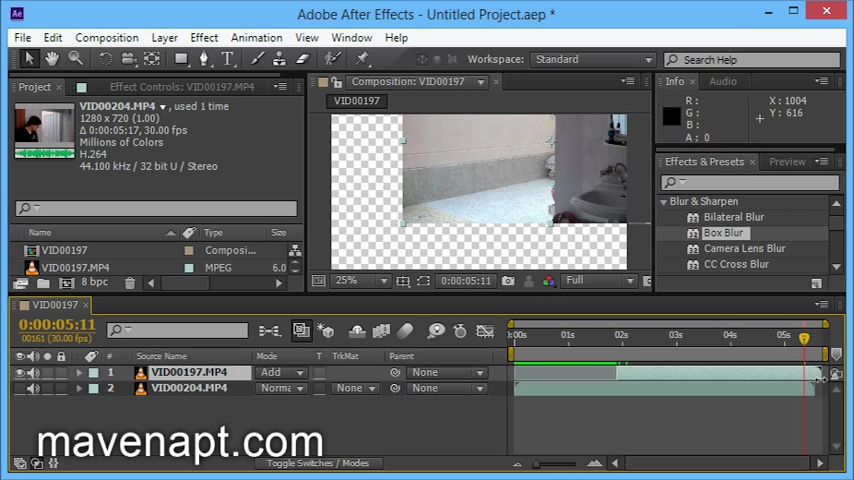 Ae Adobe After Effects - Untitled Project.aep *
File Edit Composition Layer Effect Animation View Window Help
Workspace: Standard Search Help
Project Effect Controls: VID00197.MP4
VID00204.MP4 , used 1 time
1280 x 720 (1.00)
Δ 0:00:05:17, 30.00 fps
Millions of Colors
H.264
44.100 kHz / 32 bit U / Stereo
Name Type Size
VID00197 Composi...
VID00197.MP4 MPEG 6.0
8 bpc
Composition: VID00197
VID00197
25% 0:00:05:11 Full
Info Audio
R: X: 1004
G: Y: 616
B:
A: 0
Effects & Presets Preview
Blur & Sharpen
Bilateral Blur
Box Blur
Camera Lens Blur
CC Cross Blur
VID00197
0:00:05:11
00161 (30.00 fps)
:00s 01s 02s 03s 04s 05s
# Source Name Mode T TrkMat Parent
1 VID00197.MP4 Add None
2 VID00204.MP4 Norma None None
mavenapt.com
Toggle Switches / Modes